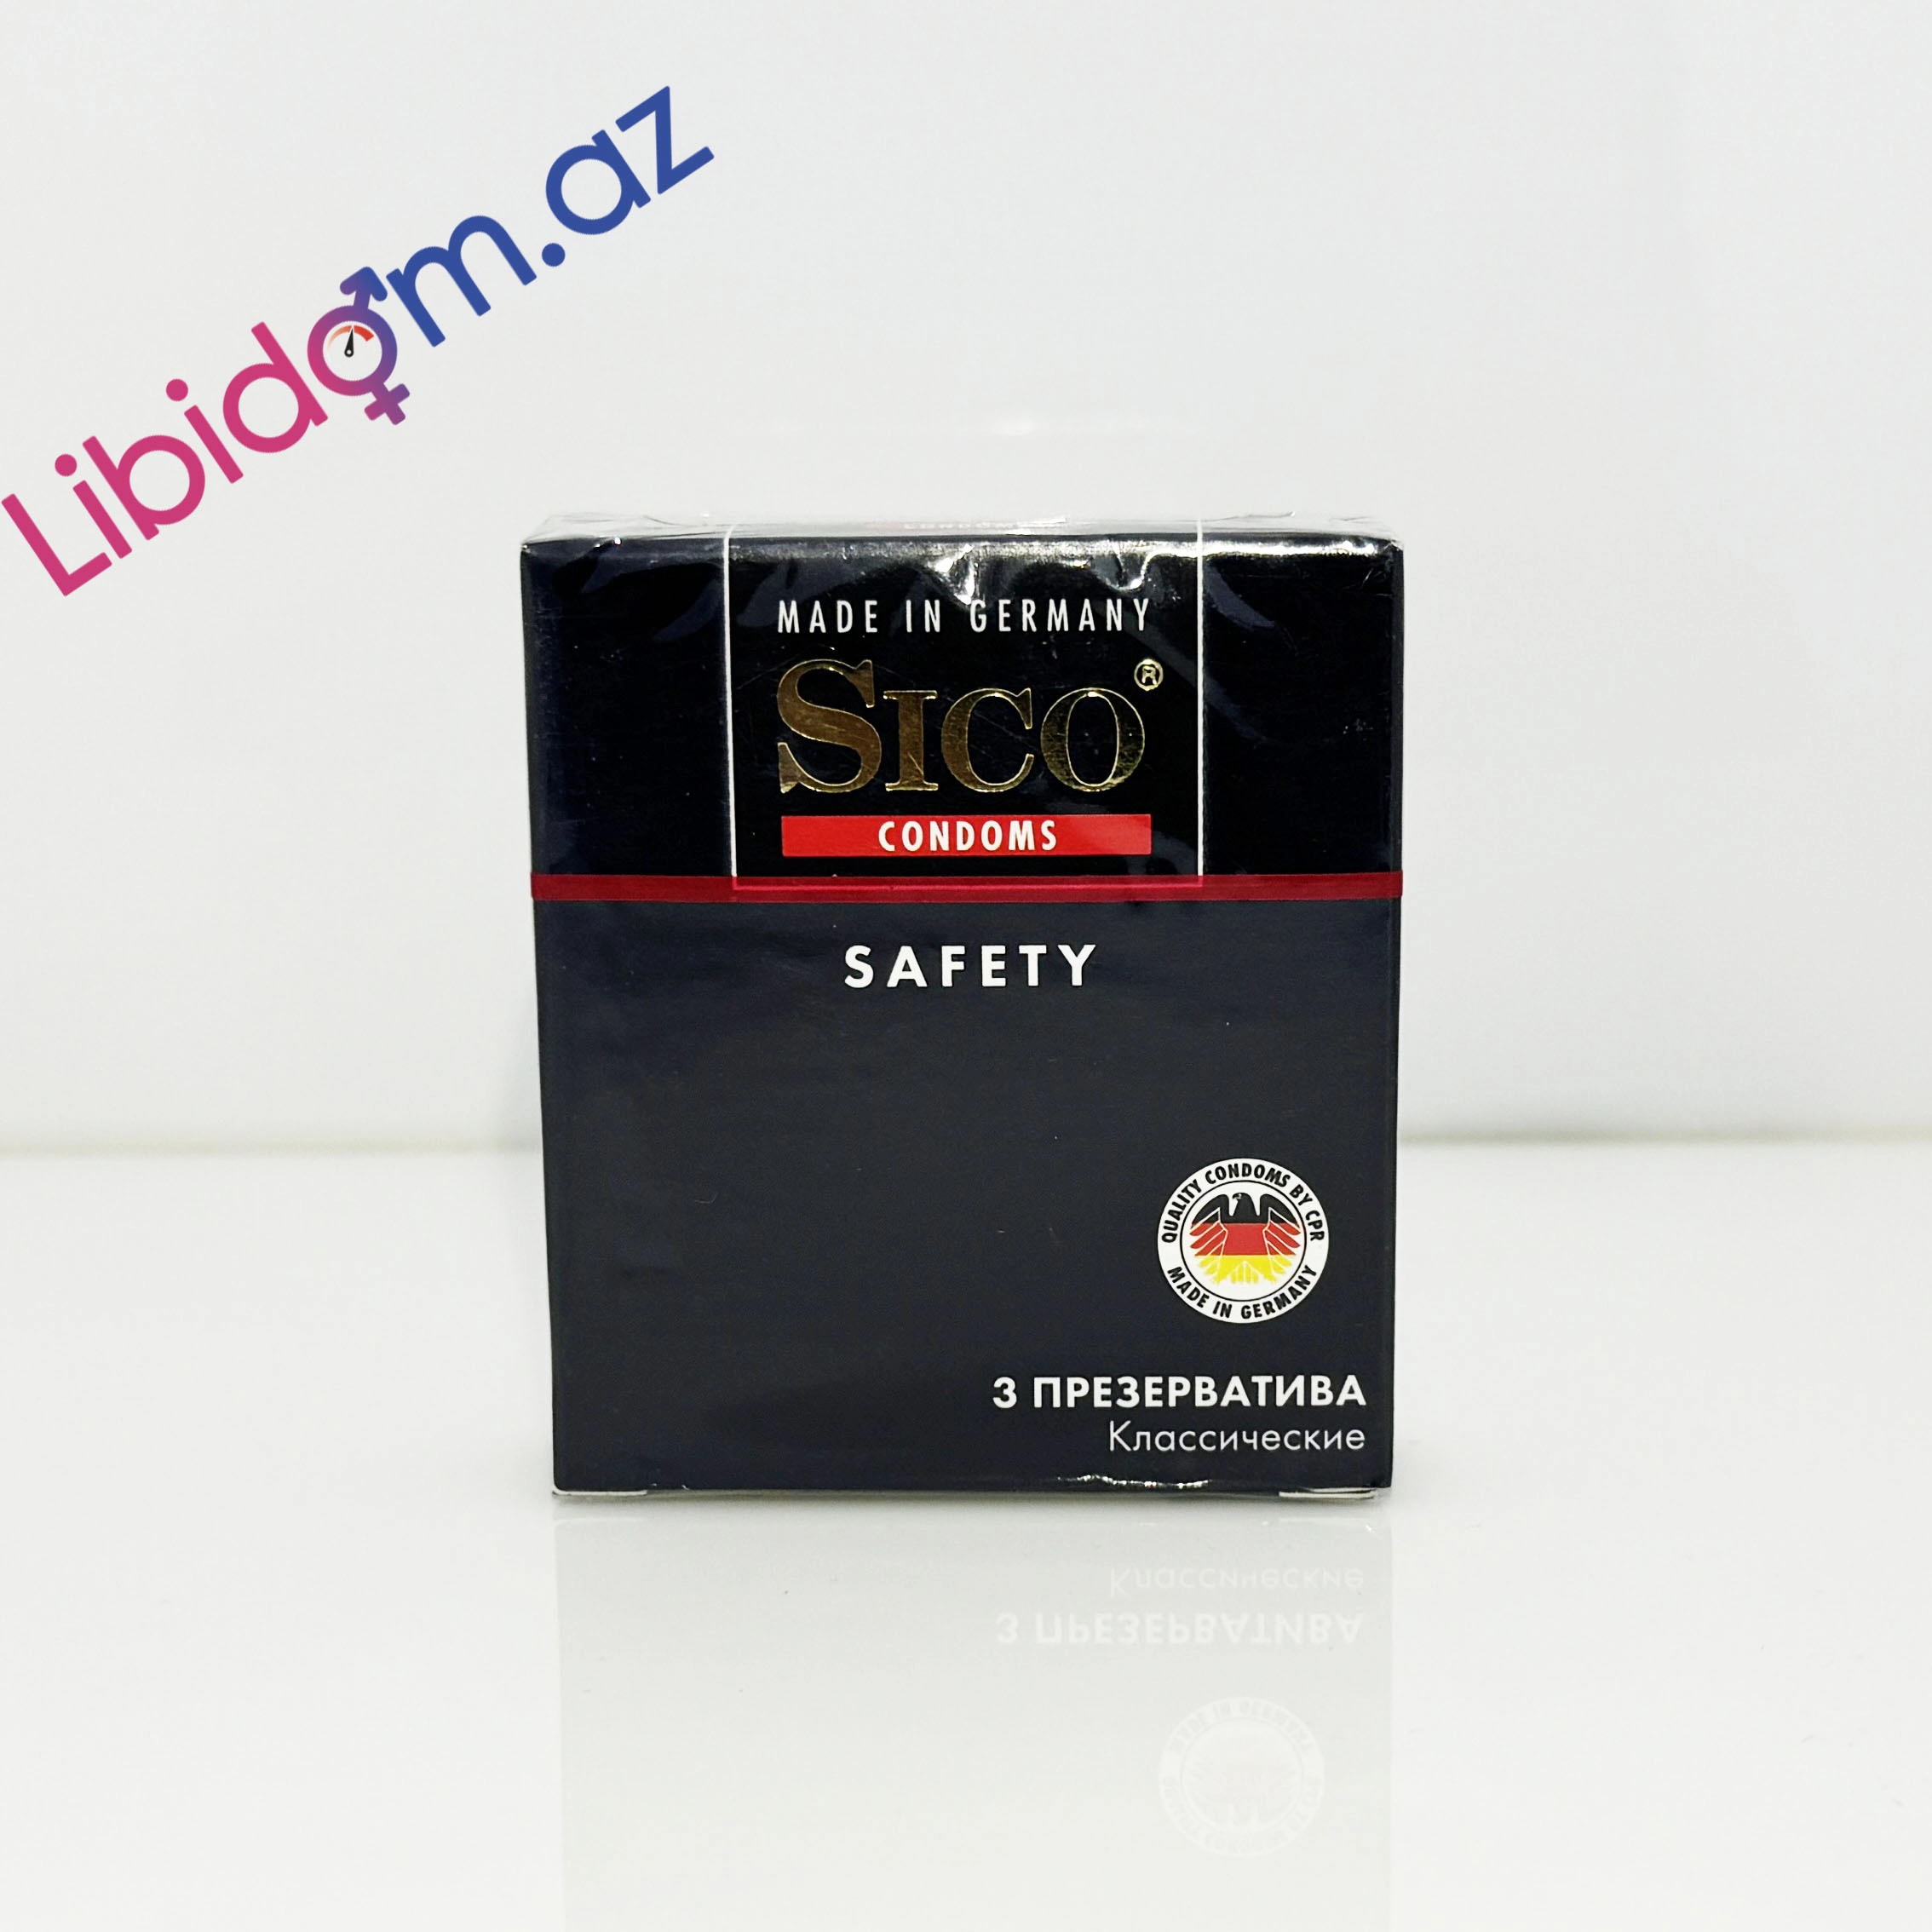 Libidom.az
MADE IN GERMANY
SICO®
CONDOMS
SAFETY
QUALITY CONDOMS BY CPR
MADE IN GERMANY
3 ПРЕЗЕРВАТИВА
Классические